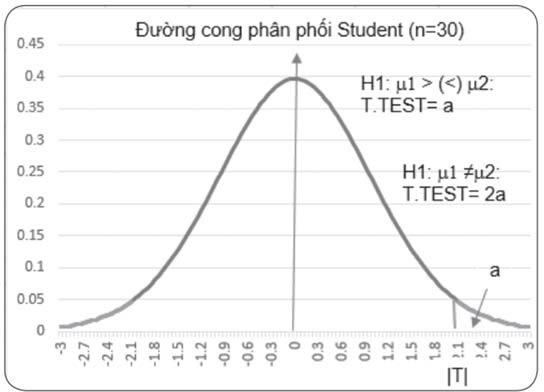 Đường cong phân phối Student (n=30)
0.45
0.4
0.35
0.3
0.25
0.2
0.15
0.1
0.05
0
H1: μ1 > (<) μ2:
T.TEST= a
H1: μ1 ≠μ2:
T.TEST= 2a
a
-3 -2.7 -2.4 -2.1 -1.8 -1.5 -1.2 -0.9 -0.6 -0.3 0 0.3 0.6 0.9 1.2 1.5 1.8 2.1 2.4 2.7 3
|T|